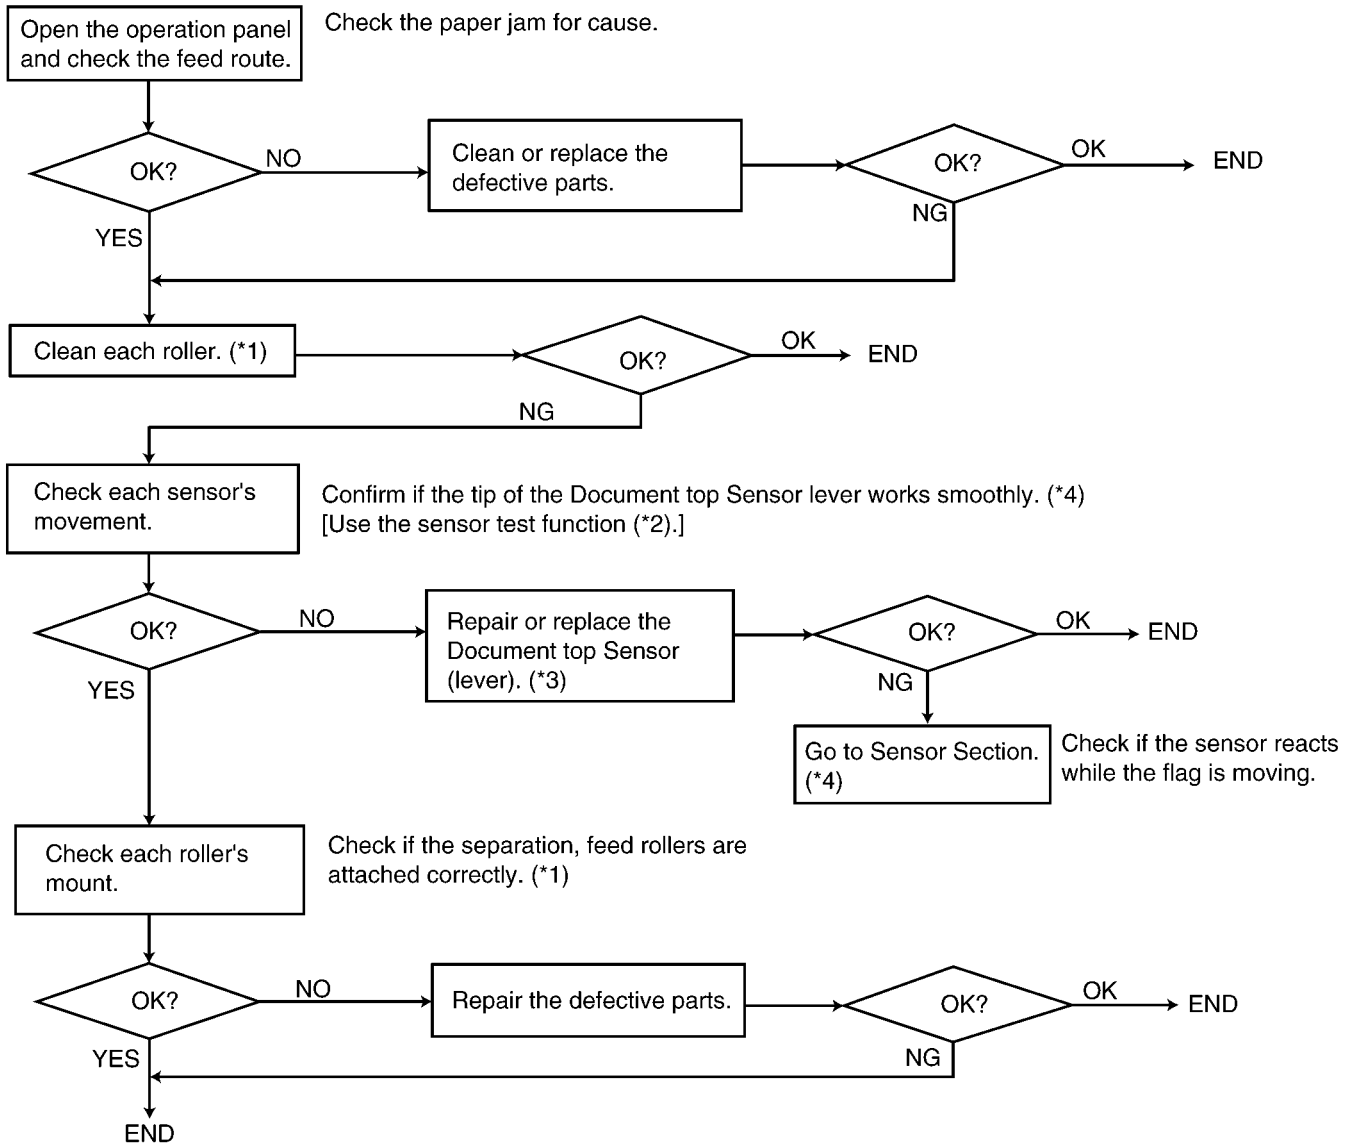 Open the operation panel
and check the feed route.
Check the paper jam for cause.
OK?
NO
Clean or replace the
defective parts.
OK?
OK
END
NG
YES
Clean each roller. (*1)
OK?
OK
END
NG
Check each sensor's
movement.
Confirm if the tip of the Document top Sensor lever works smoothly. (*4)
[Use the sensor test function (*2).]
OK?
NO
Repair or replace the
Document top Sensor
(lever). (*3)
OK?
OK
END
YES
NG
Go to Sensor Section.
(*4)
Check if the sensor reacts
while the flag is moving.
Check each roller's
mount.
Check if the separation, feed rollers are
attached correctly. (*1)
OK?
NO
Repair the defective parts.
OK?
OK
END
YES
NG
END